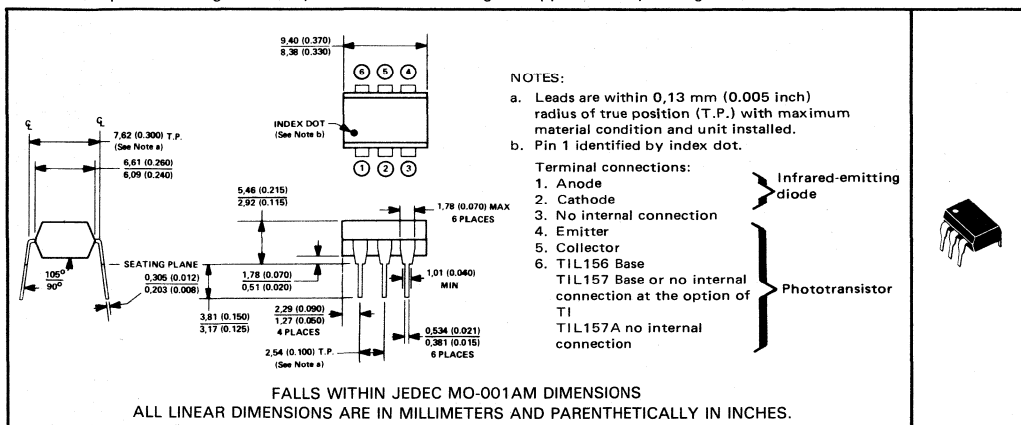 9,40 (0.370)
8,38 (0.330)
6 5 4
INDEX DOT
(See Note b)
1 2 3
℄ ℄
7,62 (0.300) T.P.
(See Note a)
6,61 (0.260)
6,09 (0.240)
5,46 (0.215)
2,92 (0.115)
1,78 (0.070) MAX
6 PLACES
SEATING PLANE
105°
90°
0,305 (0.012)
0,203 (0.008)
1,78 (0.070)
0,51 (0.020)
1,01 (0.040)
MIN
3,81 (0.150)
3,17 (0.125)
2,29 (0.090)
1,27 (0.050)
4 PLACES
0,534 (0.021)
0,381 (0.015)
6 PLACES
2,54 (0.100) T.P.
(See Note a)
NOTES:
a. Leads are within 0,13 mm (0.005 inch)
radius of true position (T.P.) with maximum
material condition and unit installed.
b. Pin 1 identified by index dot.
Terminal connections:
1. Anode
2. Cathode
Infrared-emitting
diode
3. No internal connection
4. Emitter
5. Collector
6. TIL156 Base
TIL157 Base or no internal
connection at the option of
TI
TIL157A no internal
connection
Phototransistor
FALLS WITHIN JEDEC MO-001AM DIMENSIONS
ALL LINEAR DIMENSIONS ARE IN MILLIMETERS AND PARENTHETICALLY IN INCHES.